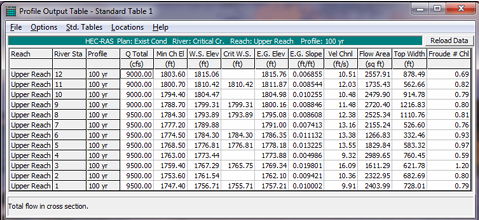 Profile Output Table - Standard Table 1
File Options Std. Tables Locations Help
HEC-RAS Plan: Exist Cond River: Critical Cr. Reach: Upper Reach Profile: 100 yr Reload Data
Reach River Sta Profile Q Total Min Ch El W.S. Elev Crit W.S. E.G. Elev E.G. Slope Vel Chnl Flow Area Top Width Froude # Chl
(cfs) (ft) (ft) (ft) (ft) (ft/ft) (ft/s) (sq ft) (ft)
Upper Reach 12 100 yr 9000.00 1803.60 1815.06 1815.76 0.006855 10.51 2557.91 878.49 0.69
Upper Reach 11 100 yr 9000.00 1800.70 1810.42 1810.42 1811.87 0.008544 12.03 1735.43 562.66 0.82
Upper Reach 10 100 yr 9000.00 1794.40 1804.47 1804.98 0.010255 10.48 2479.90 914.78 0.79
Upper Reach 9 100 yr 9500.00 1788.70 1799.31 1799.31 1800.16 0.008846 11.48 2720.40 1216.83 0.80
Upper Reach 8 100 yr 9500.00 1784.30 1793.89 1793.89 1795.08 0.008608 12.38 2525.34 1110.76 0.81
Upper Reach 7 100 yr 9500.00 1777.20 1789.88 1791.00 0.007413 13.16 2155.24 526.60 0.76
Upper Reach 6 100 yr 9500.00 1774.50 1784.30 1784.30 1786.35 0.011132 13.38 1266.83 332.46 0.93
Upper Reach 5 100 yr 9500.00 1768.50 1776.81 1776.78 1778.18 0.013225 13.55 1829.84 583.32 0.97
Upper Reach 4 100 yr 9500.00 1763.00 1773.44 1773.88 0.004986 9.32 2989.65 760.45 0.59
Upper Reach 3 100 yr 9500.00 1759.40 1767.29 1765.75 1769.34 0.019801 16.09 1611.29 621.78 1.20
Upper Reach 2 100 yr 9500.00 1753.60 1761.54 1762.10 0.009421 10.36 2322.95 682.69 0.80
Upper Reach 1 100 yr 9500.00 1747.40 1756.71 1755.71 1757.21 0.010002 9.91 2403.99 728.01 0.79
Total flow in cross section.